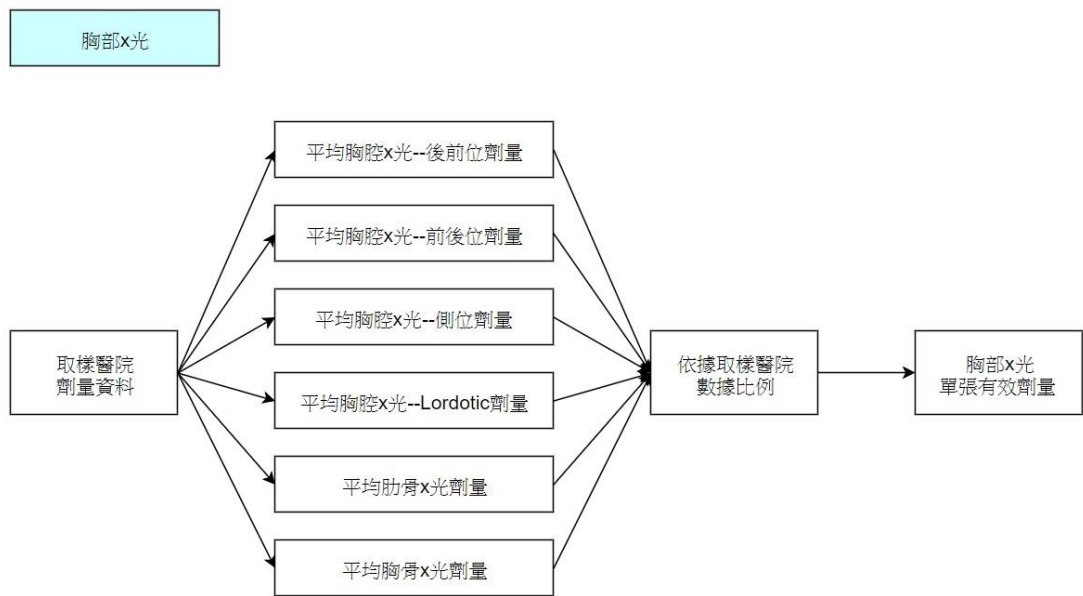 胸部x光
平均胸腔x光--後前位劑量
平均胸腔x光--前後位劑量
平均胸腔x光--側位劑量
取樣醫院
劑量資料
依據取樣醫院
數據比例
胸部x光
單張有效劑量
平均胸腔x光--Lordotic劑量
平均肋骨x光劑量
平均胸骨x光劑量